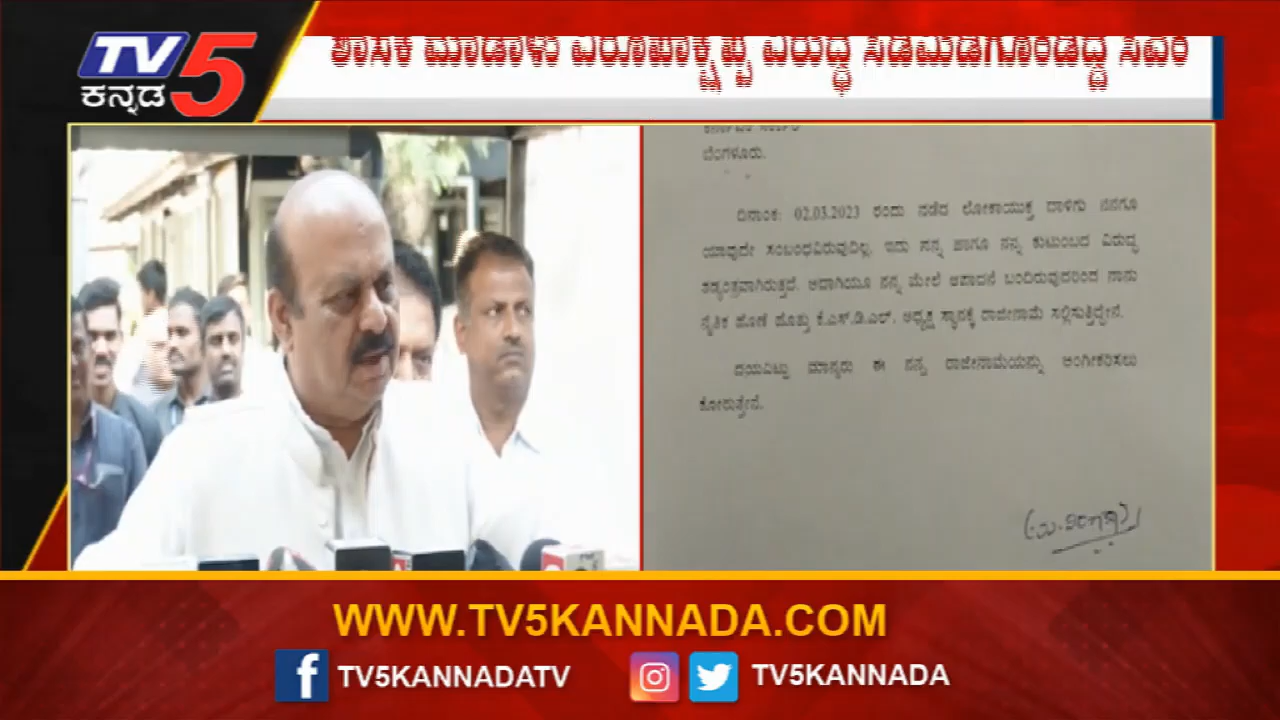 TV5
ಕನ್ನಡ
ಶಾಸಕ ಮಾಡಾಳು ವಿರೂಪಾಕ್ಷಪ್ಪ ವಿರುದ್ಧ ಸಿಡಿಮಿಡಿಗೊಂಡಿದ್ದ ಸಿಎಂ
ಬೆಂಗಳೂರು.
ದಿನಾಂಕ: 02.03.2023 ರಂದು ನಡೆದ ಲೋಕಾಯುಕ್ತ ದಾಳಿಗು ನನಗೂ
ಯಾವುದೇ ಸಂಬಂಧವಿರುವುದಿಲ್ಲ. ಇದು ನನ್ನ ಹಾಗೂ ನನ್ನ ಕುಟುಂಬದ ವಿರುದ್ಧ
ಷಡ್ಯಂತ್ರವಾಗಿರುತ್ತದೆ. ಆದಾಗಿಯೂ ನನ್ನ ಮೇಲೆ ಆಪಾದನೆ ಬಂದಿರುವುದರಿಂದ ನಾನು
ನೈತಿಕ ಹೊಣೆ ಹೊತ್ತು ಕೆ.ಎಸ್.ಡಿ.ಎಲ್. ಅಧ್ಯಕ್ಷ ಸ್ಥಾನಕ್ಕೆ ರಾಜೀನಾಮೆ ಸಲ್ಲಿಸುತ್ತಿದ್ದೇನೆ.
ದಯವಿಟ್ಟು ಮಾನ್ಯರು ಈ ನನ್ನ ರಾಜೀನಾಮೆಯನ್ನು ಅಂಗೀಕರಿಸಲು
ಕೋರುತ್ತೇನೆ.
WWW.TV5KANNADA.COM
TV5KANNADATV
TV5KANNADA